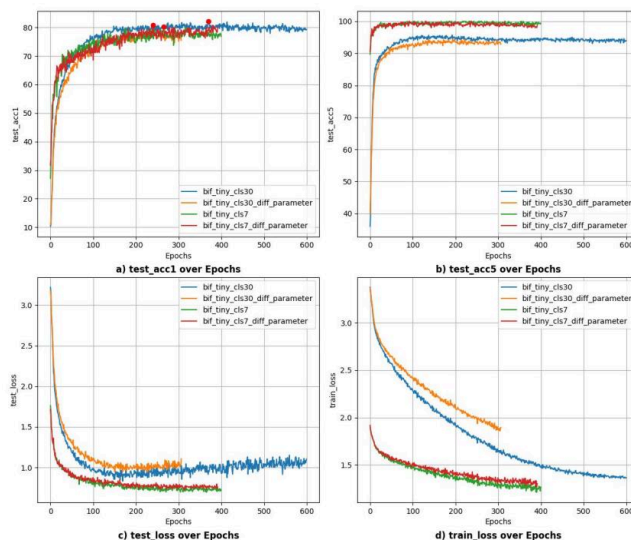 80
70
60
50
40
30
20
10
test_acc1
bif_tiny_cls30
bif_tiny_cls30_diff_parameter
bif_tiny_cls7
bif_tiny_cls7_diff_parameter
0 100 200 300 400 500 600
Epochs
a) test_acc1 over Epochs
100
90
80
70
60
50
40
test_acc5
bif_tiny_cls30
bif_tiny_cls30_diff_parameter
bif_tiny_cls7
bif_tiny_cls7_diff_parameter
0 100 200 300 400 500 600
Epochs
b) test_acc5 over Epochs
3.0
2.5
2.0
1.5
1.0
test_loss
bif_tiny_cls30
bif_tiny_cls30_diff_parameter
bif_tiny_cls7
bif_tiny_cls7_diff_parameter
0 100 200 300 400 500 600
Epochs
c) test_loss over Epochs
3.0
2.5
2.0
1.5
train_loss
bif_tiny_cls30
bif_tiny_cls30_diff_parameter
bif_tiny_cls7
bif_tiny_cls7_diff_parameter
0 100 200 300 400 500 600
Epochs
d) train_loss over Epochs